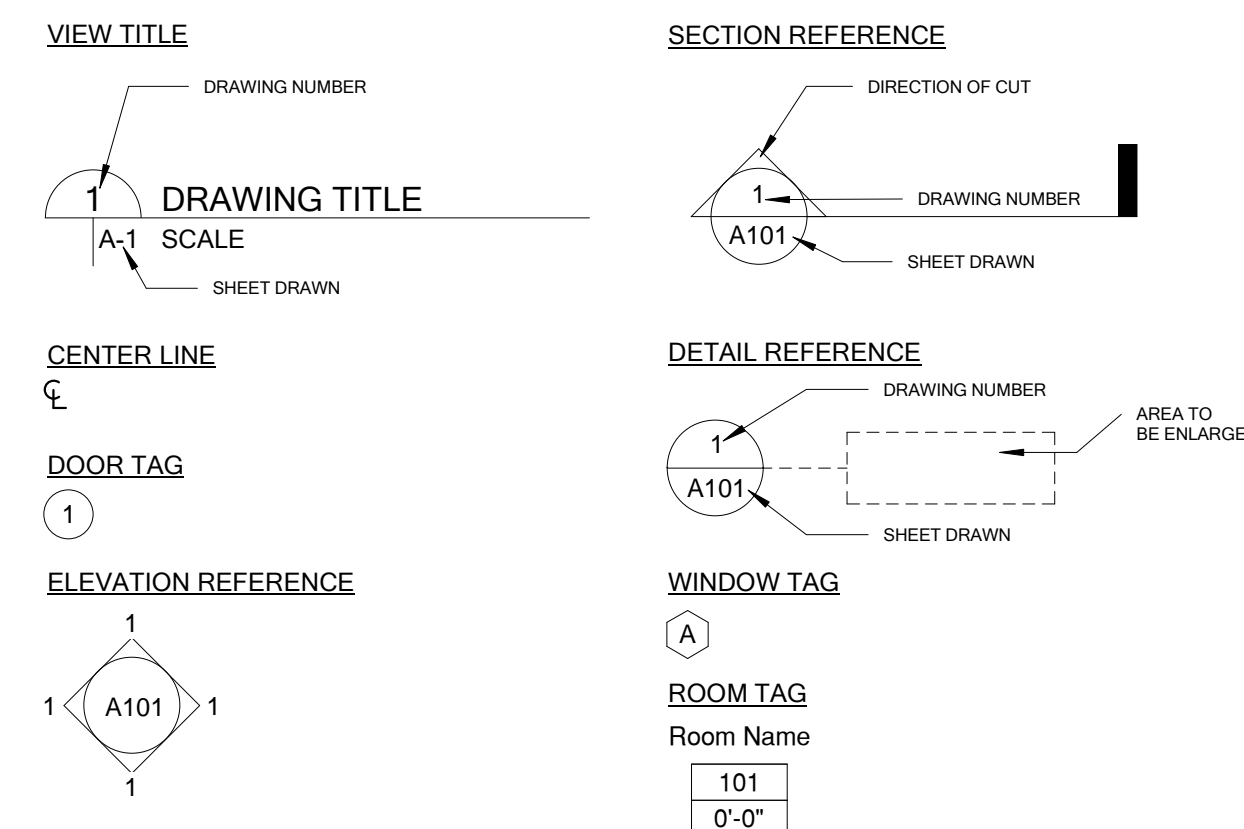 VIEW TITLE
DRAWING NUMBER
1
DRAWING TITLE
A-1
SCALE
SHEET DRAWN
CENTER LINE
℄
DOOR TAG
1
ELEVATION REFERENCE
1
1
A101
1
1
SECTION REFERENCE
DIRECTION OF CUT
1
DRAWING NUMBER
A101
SHEET DRAWN
DETAIL REFERENCE
DRAWING NUMBER
AREA TO
BE ENLARGE
1
A101
SHEET DRAWN
WINDOW TAG
A
ROOM TAG
Room Name
101
0'-0"